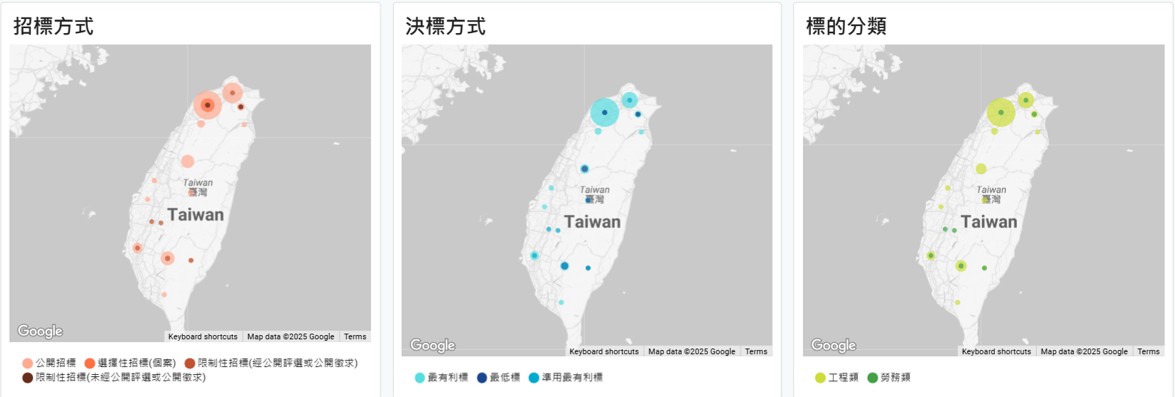 招標方式
Taiwan
臺灣
Taiwan
Google
Keyboard shortcuts
Map data ©2025 Google
Terms
公開招標
選擇性招標(個案)
限制性招標(經公開評選或公開徵求)
限制性招標(未經公開評選或公開徵求)
決標方式
Taiwan
臺灣
Taiwan
Google
Keyboard shortcuts
Map data ©2025 Google
Terms
最有利標
最低標
準用最有利標
標的分類
Taiwan
臺灣
Taiwan
Google
Keyboard shortcuts
Map data ©2025 Google
Terms
工程類
勞務類